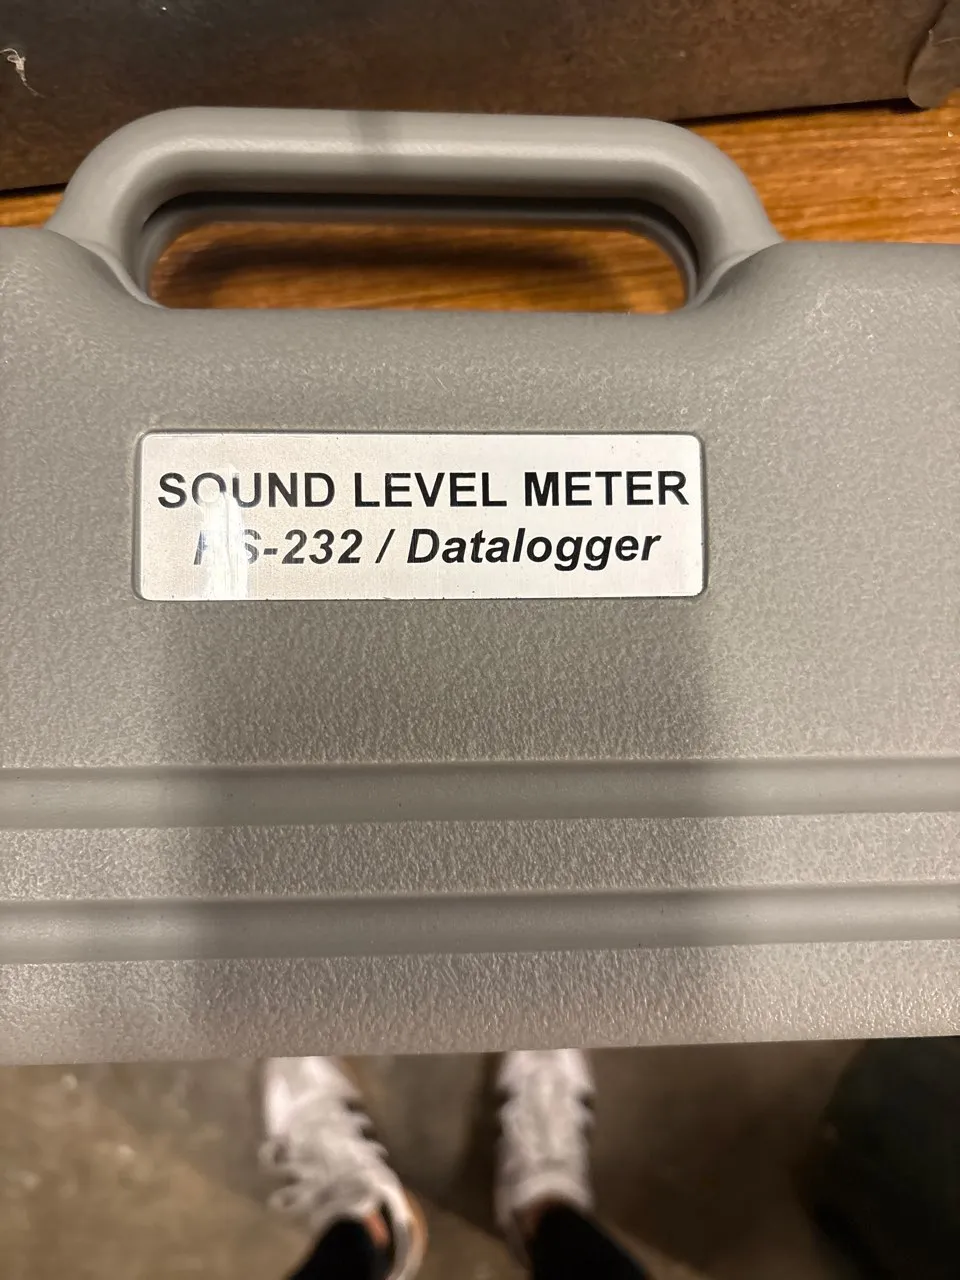 SOUND LEVEL METER
RS-232 / Datalogger